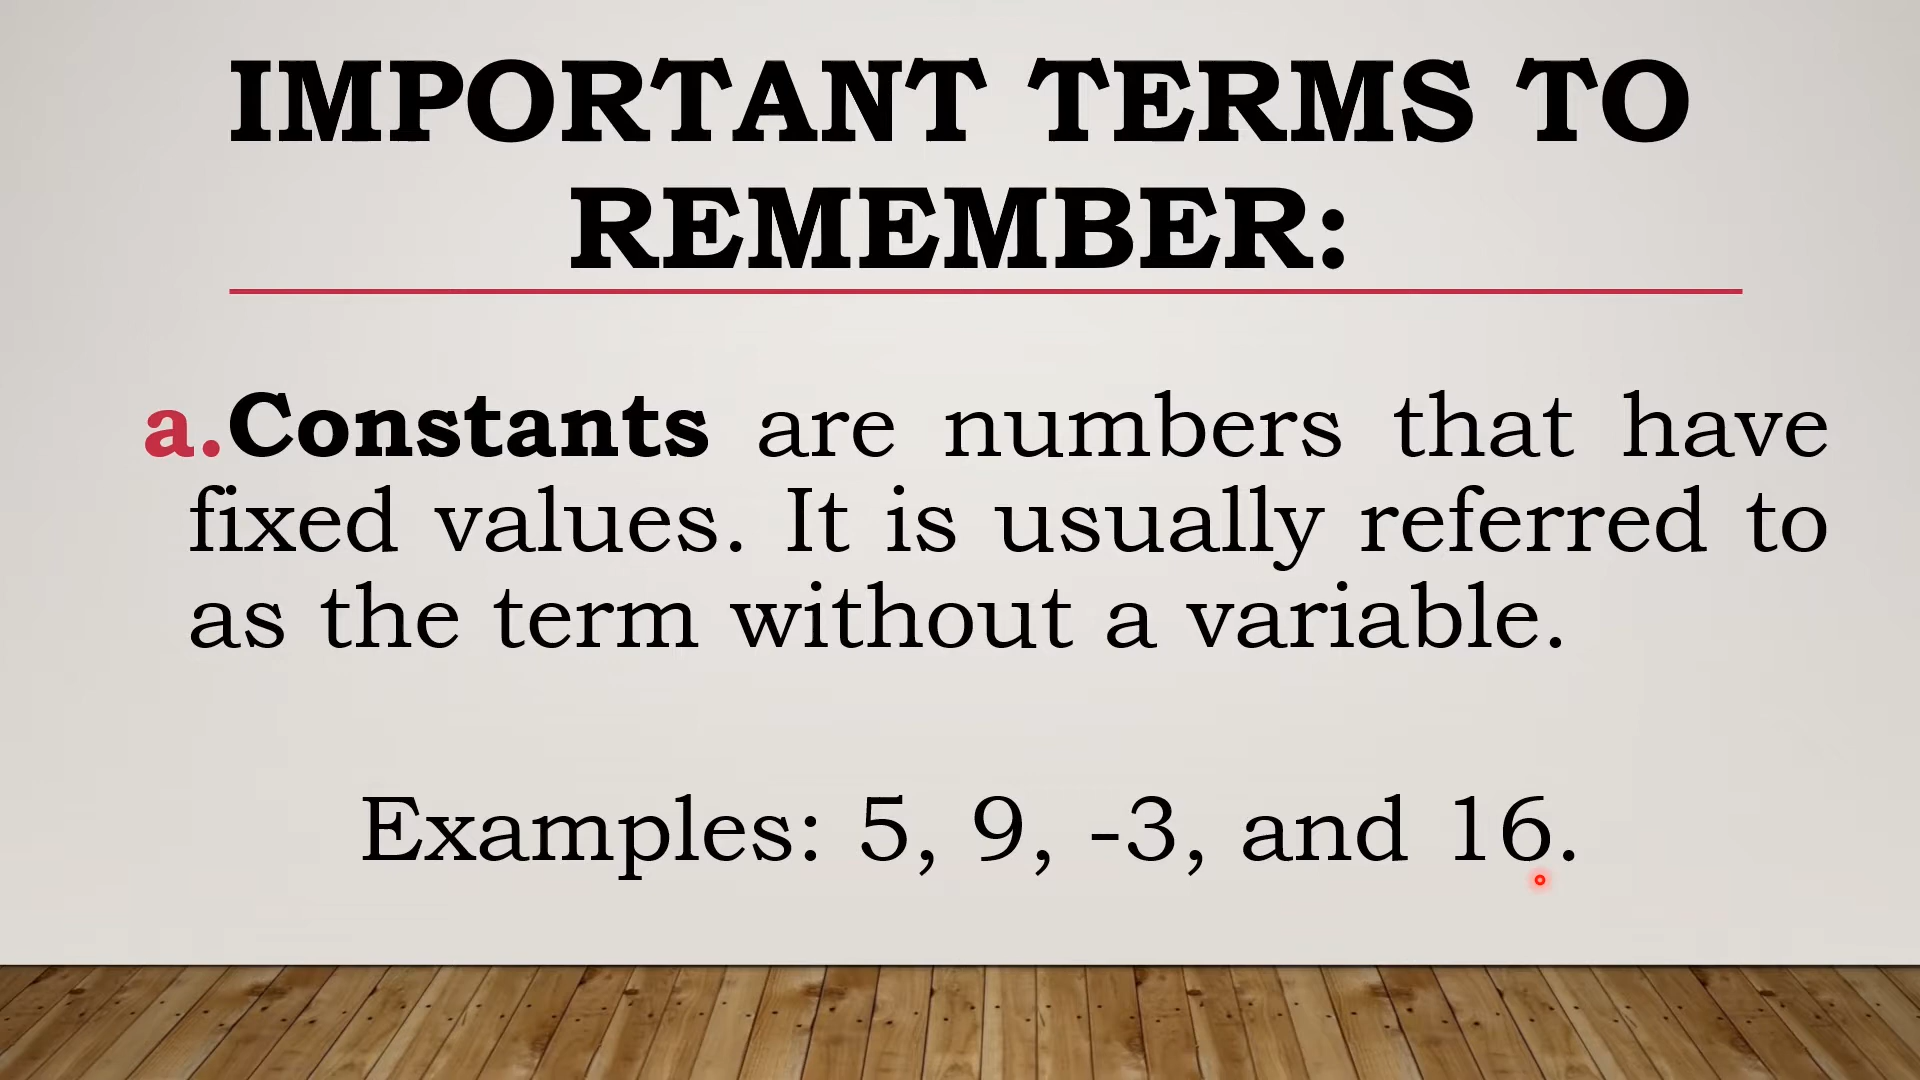 IMPORTANT TERMS TO
REMEMBER:
a.Constants are numbers that have
fixed values. It is usually referred to
as the term without a variable.
Examples: 5, 9, -3, and 16.